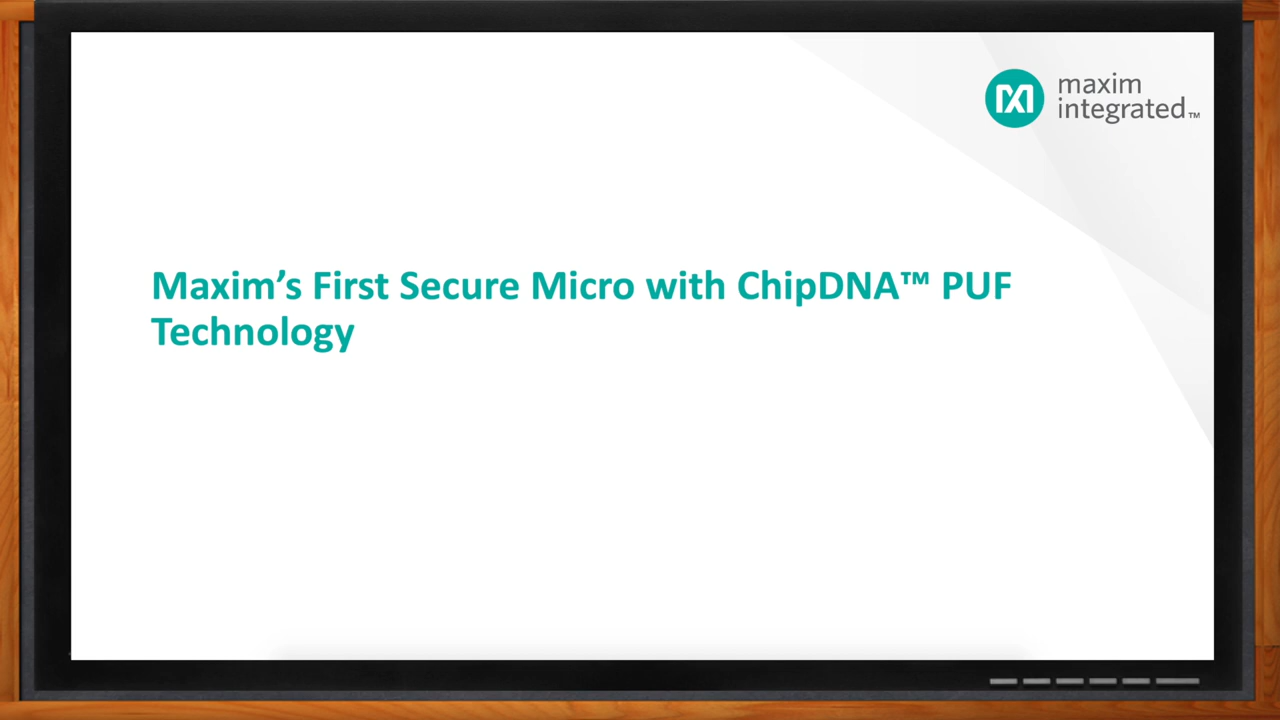 maxim
integrated™
Maxim’s First Secure Micro with ChipDNA™ PUF
Technology